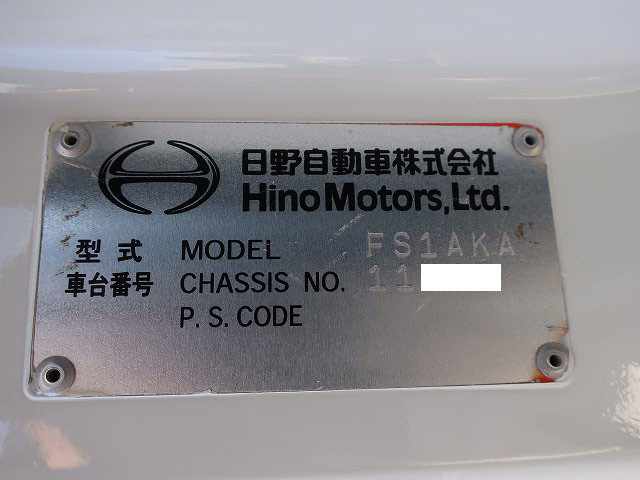 日野自動車株式会社
Hino Motors, Ltd.
型式 MODEL FS1AKA
車台番号 CHASSIS NO. 11
P.S.CODE